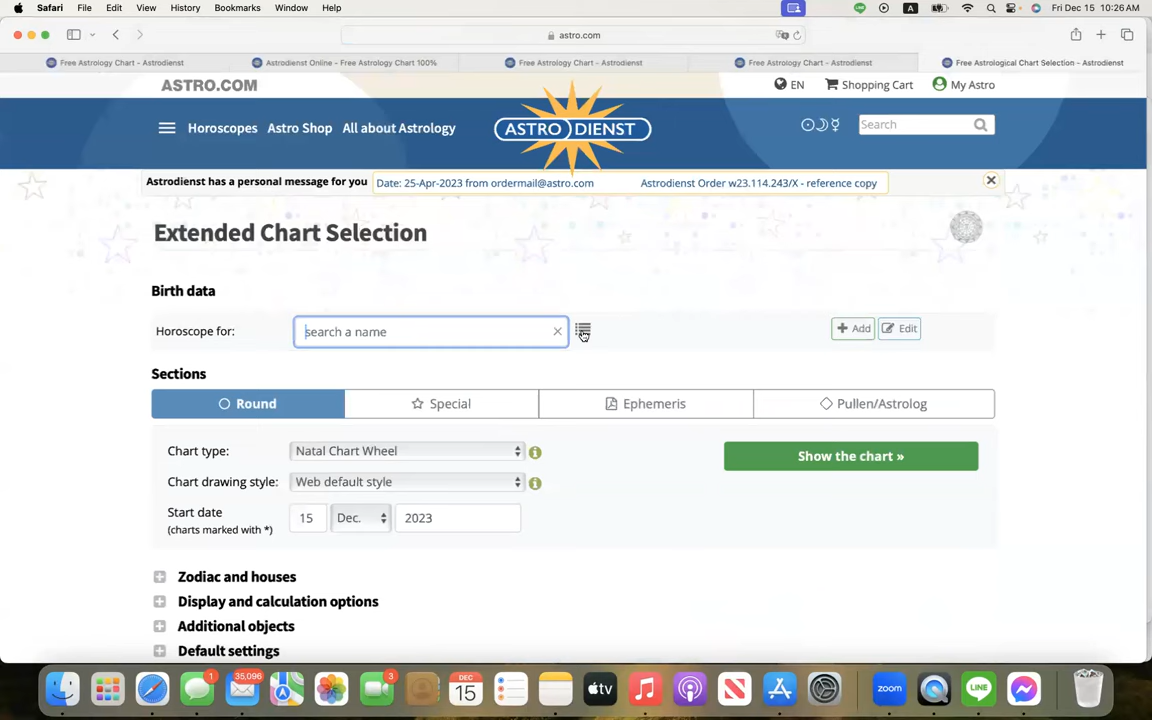 Safari File Edit View History Bookmarks Window Help A Fri Dec 15 10:26 AM
astro.com
Free Astrology Chart - Astrodienst Astrodienst Online - Free Astrology Chart 100% Free Astrology Chart - Astrodienst Free Astrology Chart - Astrodienst Free Astrological Chart Selection - Astrodienst
ASTRO.COM EN Shopping Cart My Astro
Horoscopes Astro Shop All about Astrology ASTRO DIENST Search
Astrodienst has a personal message for you Date: 25-Apr-2023 from ordermail@astro.com Astrodienst Order w23.114.243/X - reference copy
Extended Chart Selection
Birth data
Horoscope for: search a name Add Edit
Sections
Round Special Ephemeris Pullen/Astrolog
Chart type: Natal Chart Wheel Show the chart »
Chart drawing style: Web default style
Start date 15 Dec. 2023
(charts marked with *)
Zodiac and houses
Display and calculation options
Additional objects
Default settings
1 35,096 3 DEC 15 tv zoom LINE